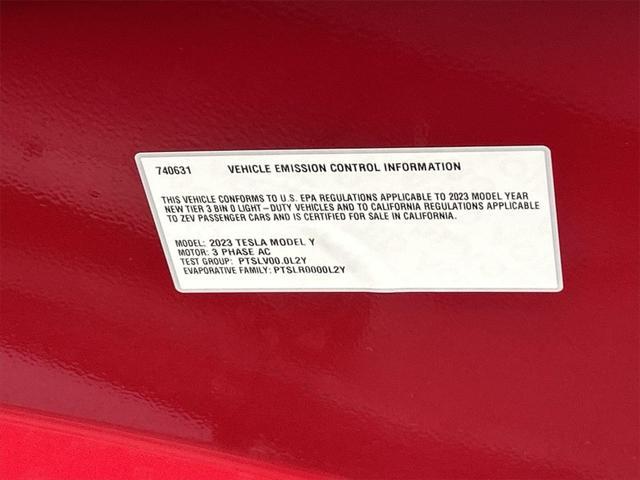 740631 VEHICLE EMISSION CONTROL INFORMATION
THIS VEHICLE CONFORMS TO U.S. EPA REGULATIONS APPLICABLE TO 2023 MODEL YEAR
NEW TIER 3 BIN 0 LIGHT-DUTY VEHICLES AND TO CALIFORNIA REGULATIONS APPLICABLE
TO ZEV PASSENGER CARS AND IS CERTIFIED FOR SALE IN CALIFORNIA.
MODEL: 2023 TESLA MODEL Y
MOTOR: 3 PHASE AC
TEST GROUP: PTSLV00.0L2Y
EVAPORATIVE FAMILY: PTSLR0000L2Y